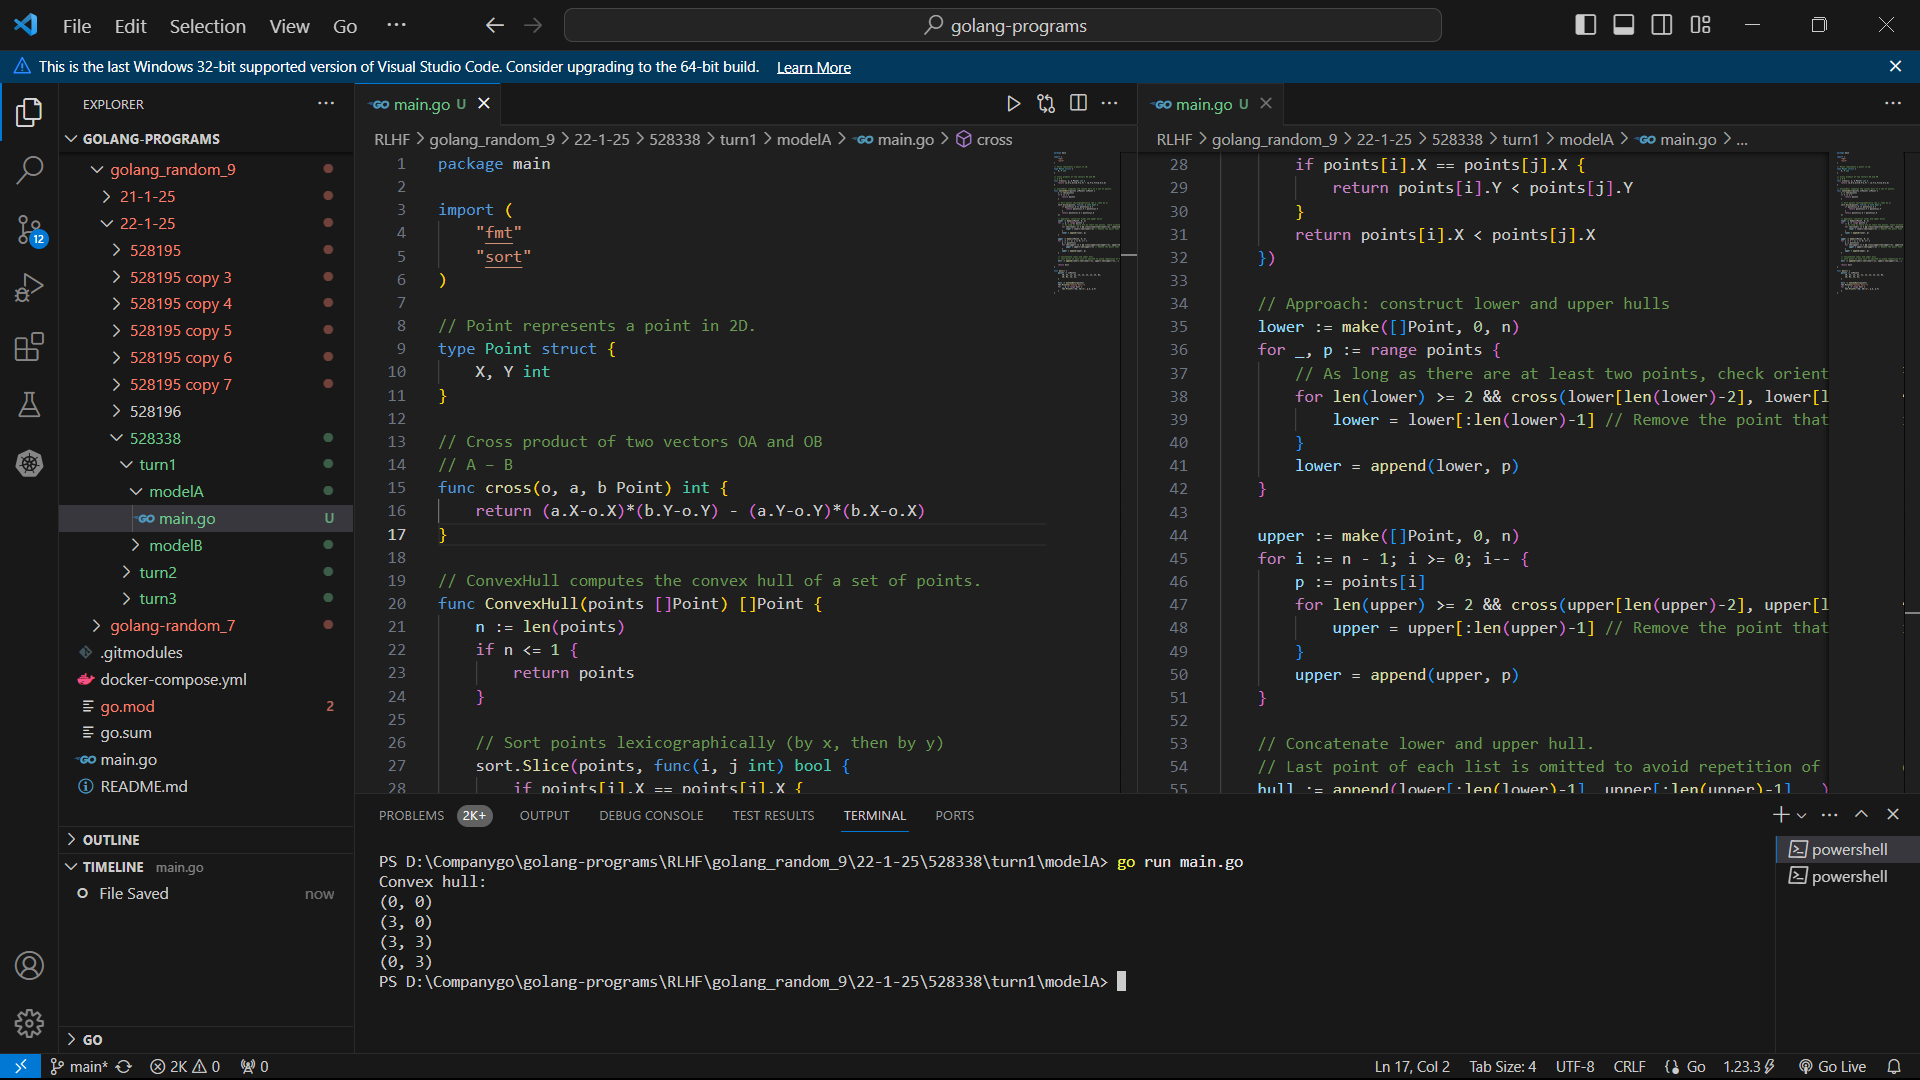 File Edit Selection View Go ···
golang-programs
This is the last Windows 32-bit supported version of Visual Studio Code. Consider upgrading to the 64-bit build. Learn More
EXPLORER
GOLANG-PROGRAMS
golang_random_9
21-1-25
22-1-25
528195
528195 copy 3
528195 copy 4
528195 copy 5
528195 copy 6
528195 copy 7
528196
528338
turn1
modelA
main.go U
modelB
turn2
turn3
golang-random_7
.gitmodules
docker-compose.yml
go.mod 2
go.sum
main.go
README.md
OUTLINE
TIMELINE main.go
File Saved now
GO
12
main.go U
RLHF > golang_random_9 > 22-1-25 > 528338 > turn1 > modelA > main.go > cross
1 package main
2
3 import (
4 "fmt"
5 "sort"
6 )
7
8 // Point represents a point in 2D.
9 type Point struct {
10 X, Y int
11 }
12
13 // Cross product of two vectors OA and OB
14 // A – B
15 func cross(o, a, b Point) int {
16 return (a.X-o.X)*(b.Y-o.Y) - (a.Y-o.Y)*(b.X-o.X)
17 }
18
19 // ConvexHull computes the convex hull of a set of points.
20 func ConvexHull(points []Point) []Point {
21 n := len(points)
22 if n <= 1 {
23 return points
24 }
25
26 // Sort points lexicographically (by x, then by y)
27 sort.Slice(points, func(i, j int) bool {
28 if points[i].X == points[j].X {
main.go U
RLHF > golang_random_9 > 22-1-25 > 528338 > turn1 > modelA > main.go > ...
28 if points[i].X == points[j].X {
29 return points[i].Y < points[j].Y
30 }
31 return points[i].X < points[j].X
32 })
33
34 // Approach: construct lower and upper hulls
35 lower := make([]Point, 0, n)
36 for _, p := range points {
37 // As long as there are at least two points, check orient
38 for len(lower) >= 2 && cross(lower[len(lower)-2], lower[l
39 lower = lower[:len(lower)-1] // Remove the point that
40 }
41 lower = append(lower, p)
42 }
43
44 upper := make([]Point, 0, n)
45 for i := n - 1; i >= 0; i-- {
46 p := points[i]
47 for len(upper) >= 2 && cross(upper[len(upper)-2], upper[l
48 upper = upper[:len(upper)-1] // Remove the point that
49 }
50 upper = append(upper, p)
51 }
52
53 // Concatenate lower and upper hull.
54 // Last point of each list is omitted to avoid repetition of
55 hull := append(lower[:len(lower)-1], upper[:len(upper)-1]...)
PROBLEMS 2K+ OUTPUT DEBUG CONSOLE TEST RESULTS TERMINAL PORTS
PS D:\Companygo\golang-programs\RLHF\golang_random_9\22-1-25\528338\turn1\modelA> go run main.go
Convex hull:
(0, 0)
(3, 0)
(3, 3)
(0, 3)
PS D:\Companygo\golang-programs\RLHF\golang_random_9\22-1-25\528338\turn1\modelA>
powershell
powershell
main* 2K 0 0 Ln 17, Col 2 Tab Size: 4 UTF-8 CRLF Go 1.23.3 Go Live